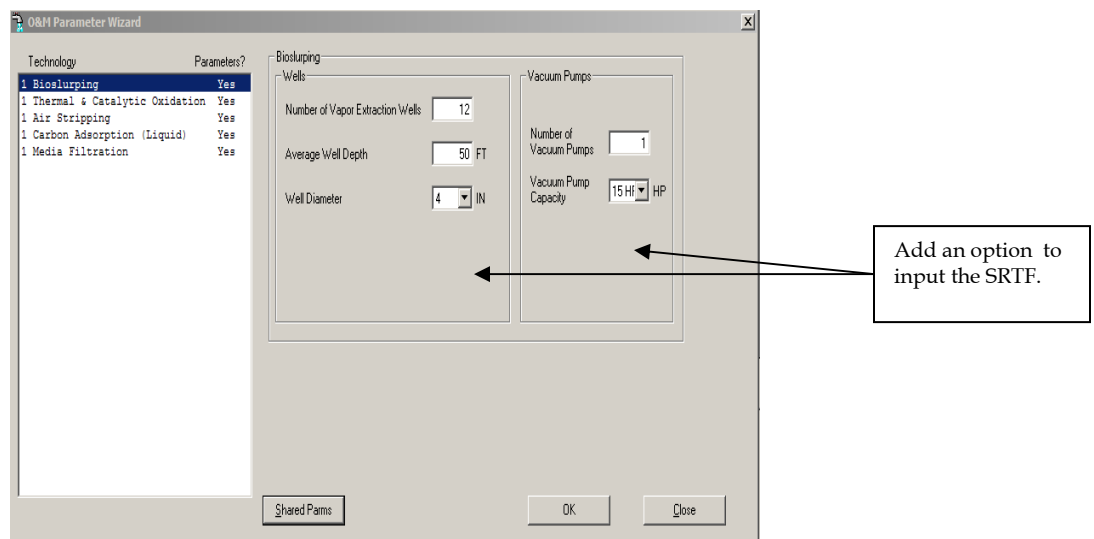 O&M Parameter Wizard
Technology Parameters?
1 Bioslurping Yes
1 Thermal & Catalytic Oxidation Yes
1 Air Stripping Yes
1 Carbon Adsorption (Liquid) Yes
1 Media Filtration Yes
Bioslurping
Wells
Number of Vapor Extraction Wells 12
Average Well Depth 50 FT
Well Diameter 4 IN
Vacuum Pumps
Number of
Vacuum Pumps 1
Vacuum Pump
Capacity 15 HF HP
Shared Parms
OK
Close
Add an option to
input the SRTF.